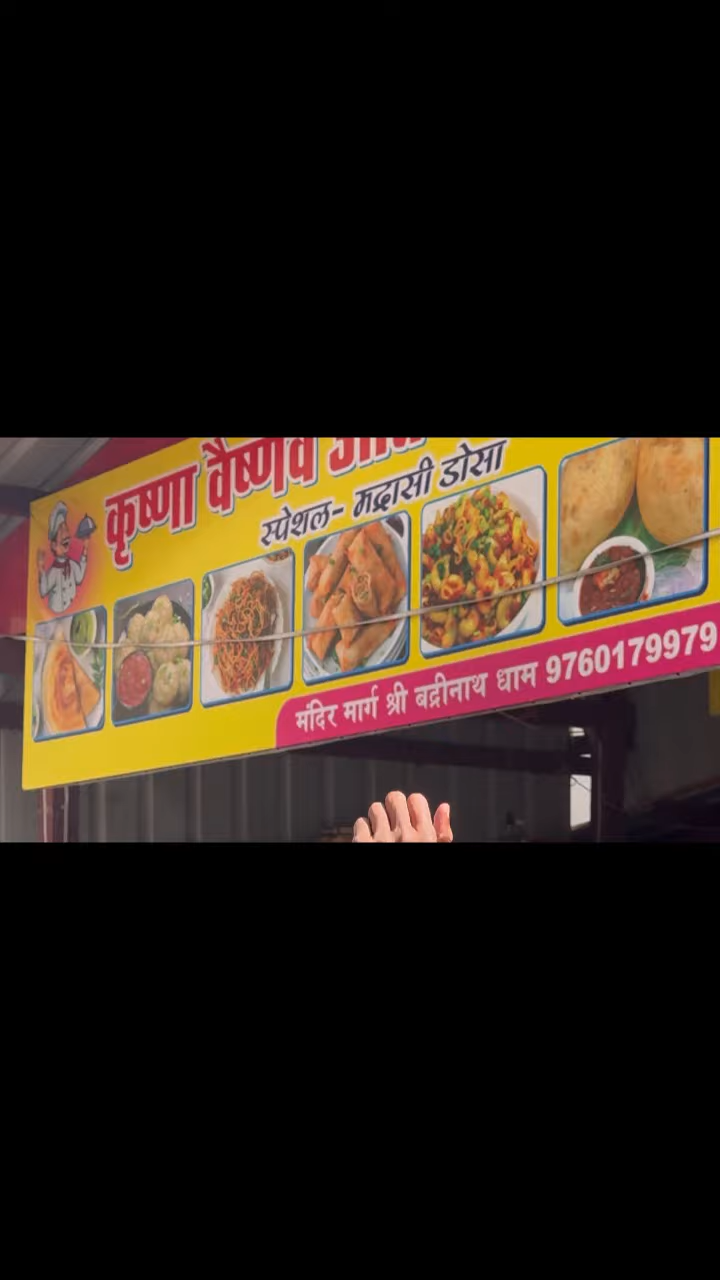 कृष्णा वैष्णव
स्पेशल- मद्रासी डोसा
मंदिर मार्ग श्री बद्रीनाथ धाम 9760179979